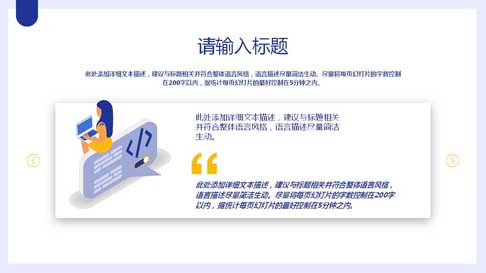 请输入标题
此处添加详细文本描述，建议与标题相关并符合整体语言风格，语言描述尽量简洁生动。尽量将每页幻灯片的字数控制
在200字以内，据统计每页幻灯片的最好控制在5分钟之内。
此处添加详细文本描述，建议与标题相关
并符合整体语言风格，语言描述尽量简洁
生动。
</>
“
此处添加详细文本描述，建议与标题相关并符合整体语言风格，
语言描述尽量简洁生动。尽量将每页幻灯片的字数控制在200字
以内，据统计每页幻灯片的最好控制在5分钟之内。